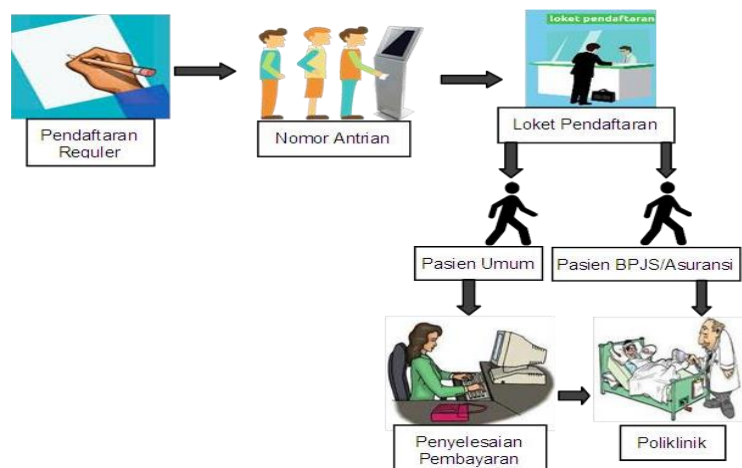 loket pendaftaran
Pendaftaran
Reguler
Nomor Antrian
Loket Pendaftaran
Pasien Umum
Pasien BPJS/Asuransi
Penyelesaian
Pembayaran
Poliklinik